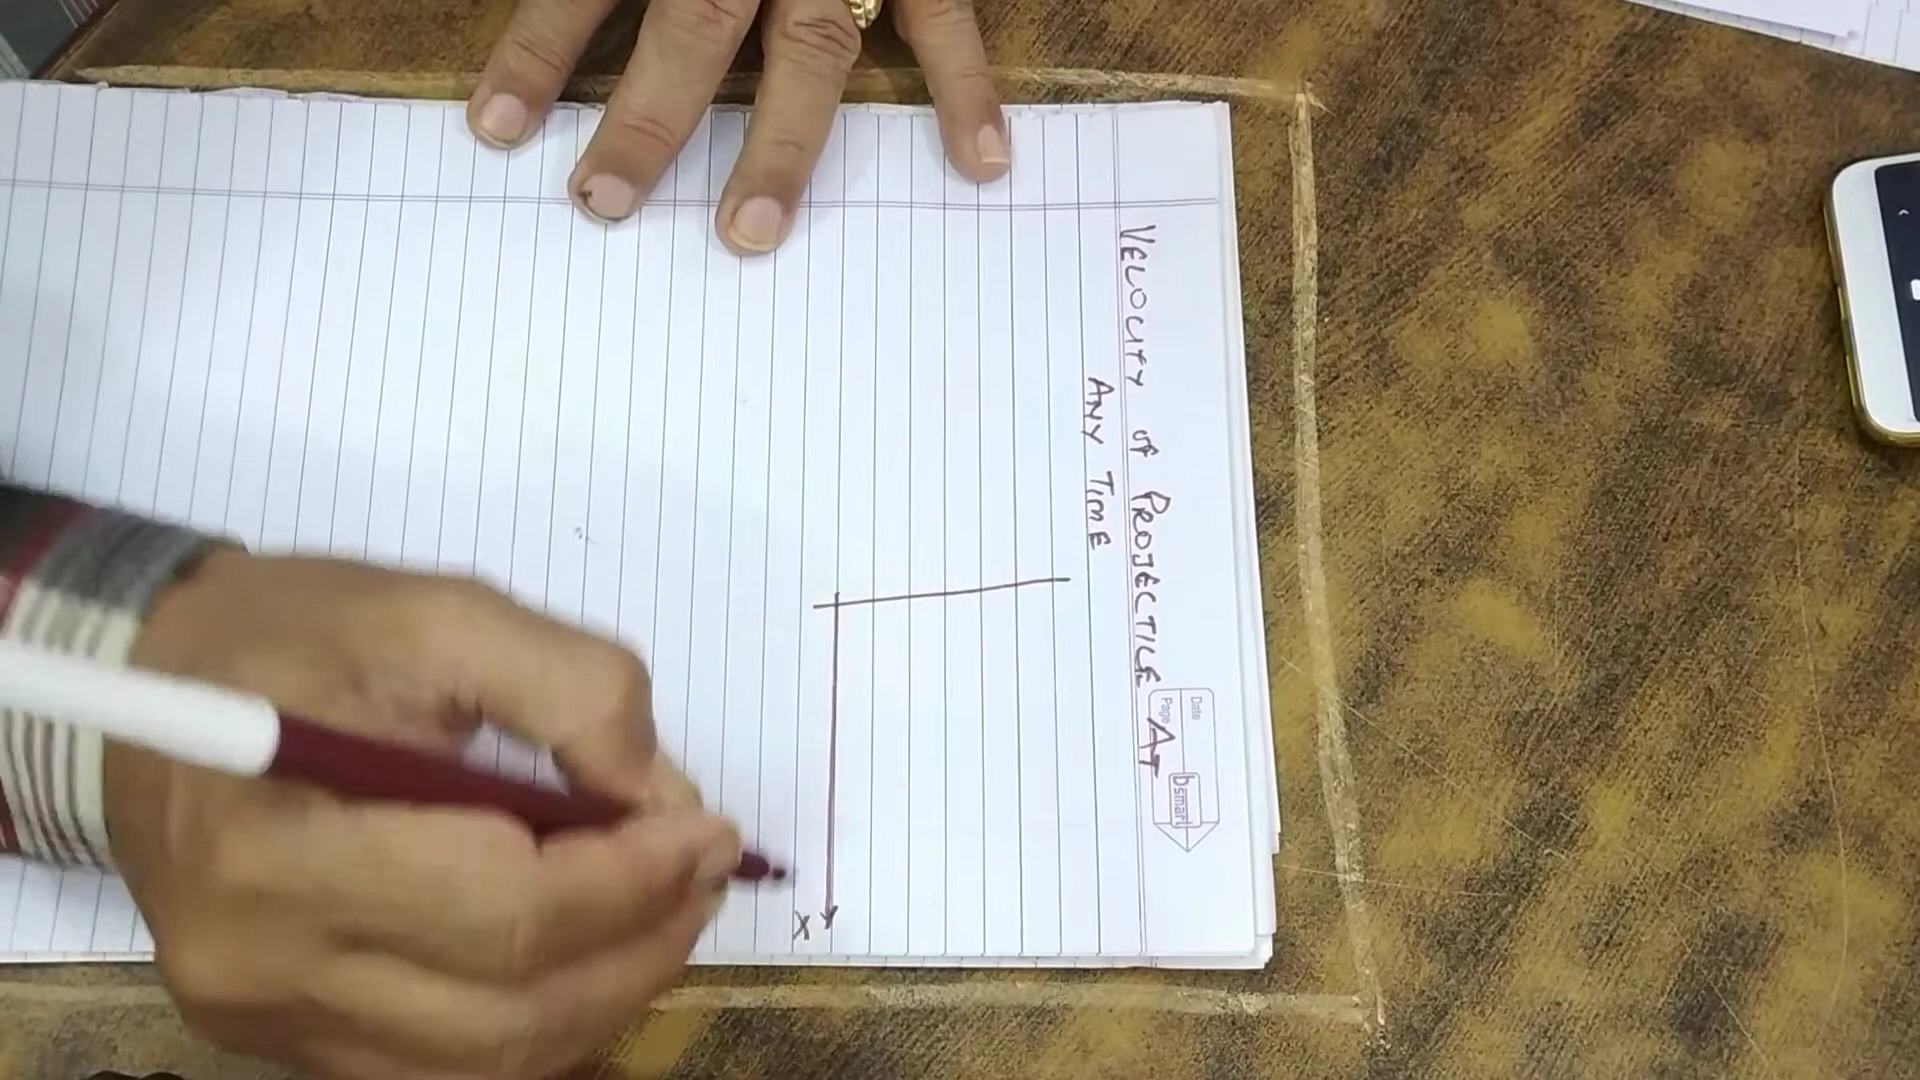 Date
Page
bsmart
VELOCITY OF PROJECTILE AT
ANY TIME
X